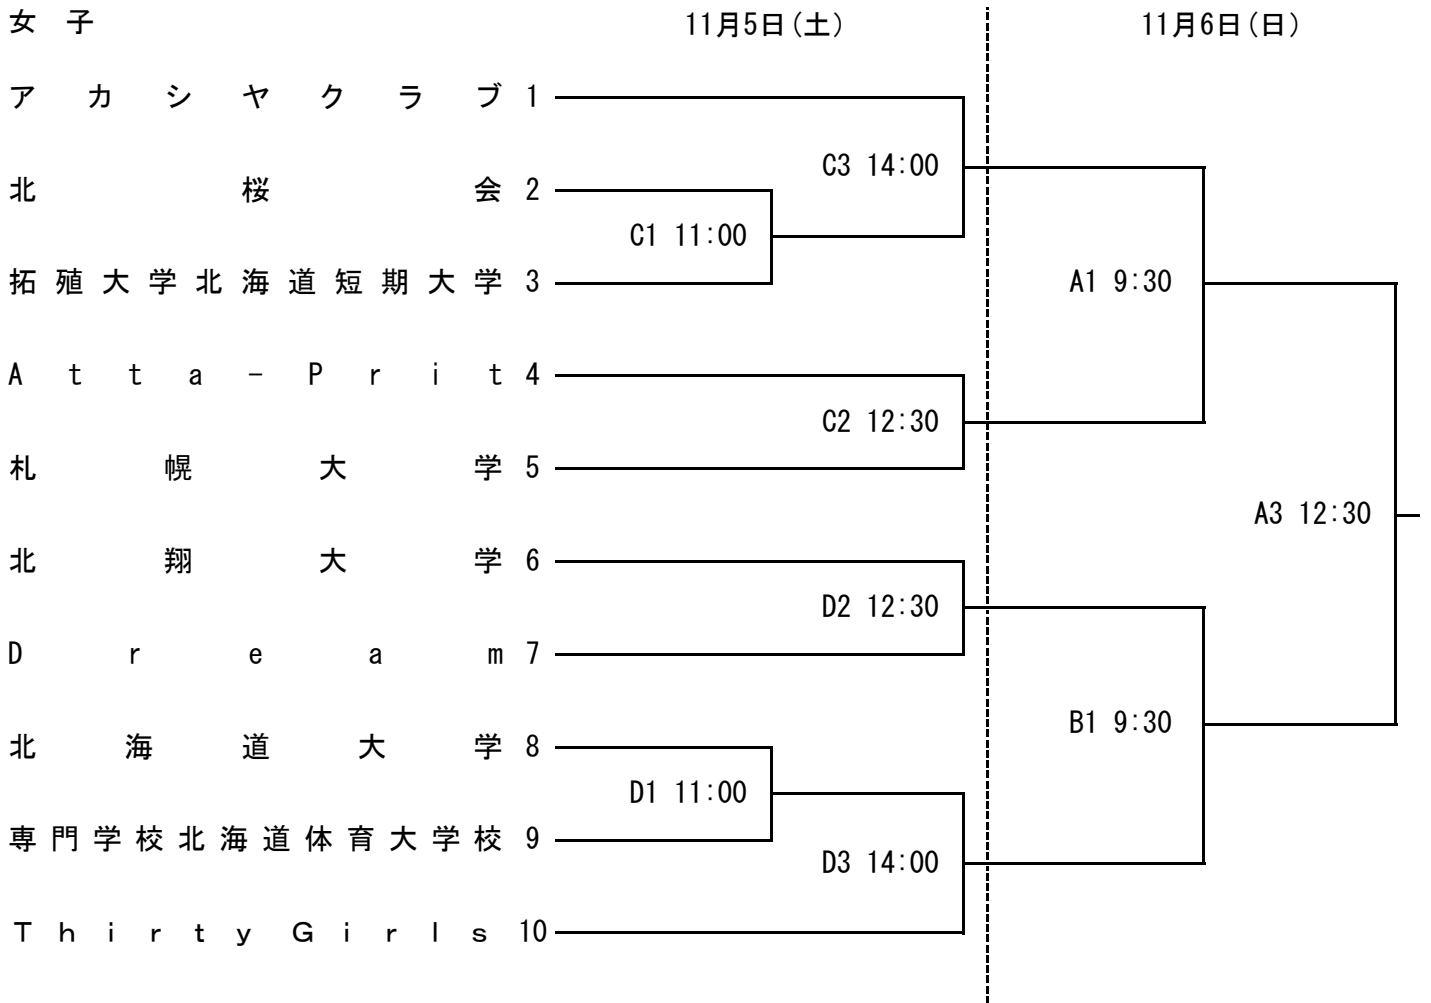 女子 11月5日(土) 11月6日(日)
アカシヤクラブ 1
C3 14:00
北桜会 2
C1 11:00
拓殖大学北海道短期大学 3
A1 9:30
Atta-Prit 4
C2 12:30
札幌大学 5
A3 12:30
北翔大学 6
D2 12:30
Dream 7
B1 9:30
北海道大学 8
D1 11:00
専門学校北海道体育大学校 9
D3 14:00
ThirtyGirls 10